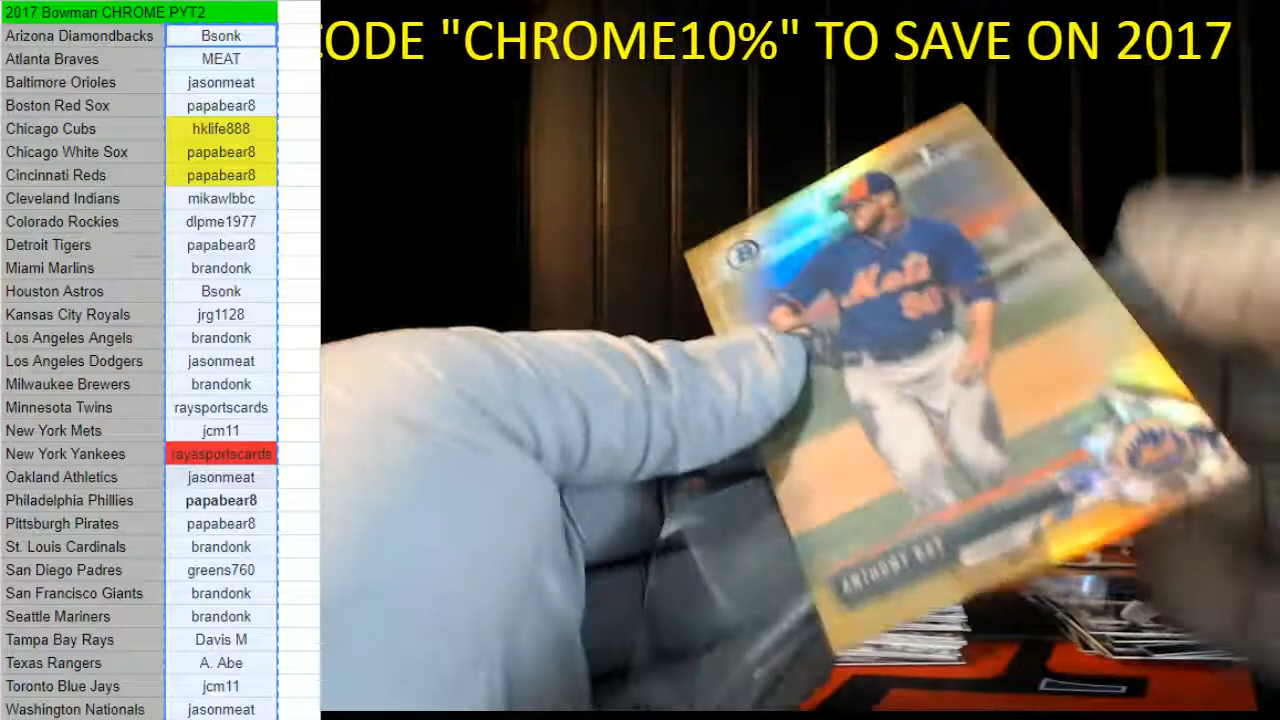 2017 Bowman CHROME PYT2
Arizona Diamondbacks Bsonk
Atlanta Braves MEAT
Baltimore Orioles jasonmeat
Boston Red Sox papabear8
Chicago Cubs hklife888
Chicago White Sox papabear8
Cincinnati Reds papabear8
Cleveland Indians mikawlbbc
Colorado Rockies dlpme1977
Detroit Tigers papabear8
Miami Marlins brandonk
Houston Astros Bsonk
Kansas City Royals jrg1128
Los Angeles Angels brandonk
Los Angeles Dodgers jasonmeat
Milwaukee Brewers brandonk
Minnesota Twins raysportscards
New York Mets jcm11
New York Yankees rayasportscards
Oakland Athletics jasonmeat
Philadelphia Phillies papabear8
Pittsburgh Pirates papabear8
St. Louis Cardinals brandonk
San Diego Padres greens760
San Francisco Giants brandonk
Seattle Mariners brandonk
Tampa Bay Rays Davis M
Texas Rangers A. Abe
Toronto Blue Jays jcm11
Washington Nationals jasonmeat
CODE "CHROME10%" TO SAVE ON 2017
Mets
ANTHONY KAY